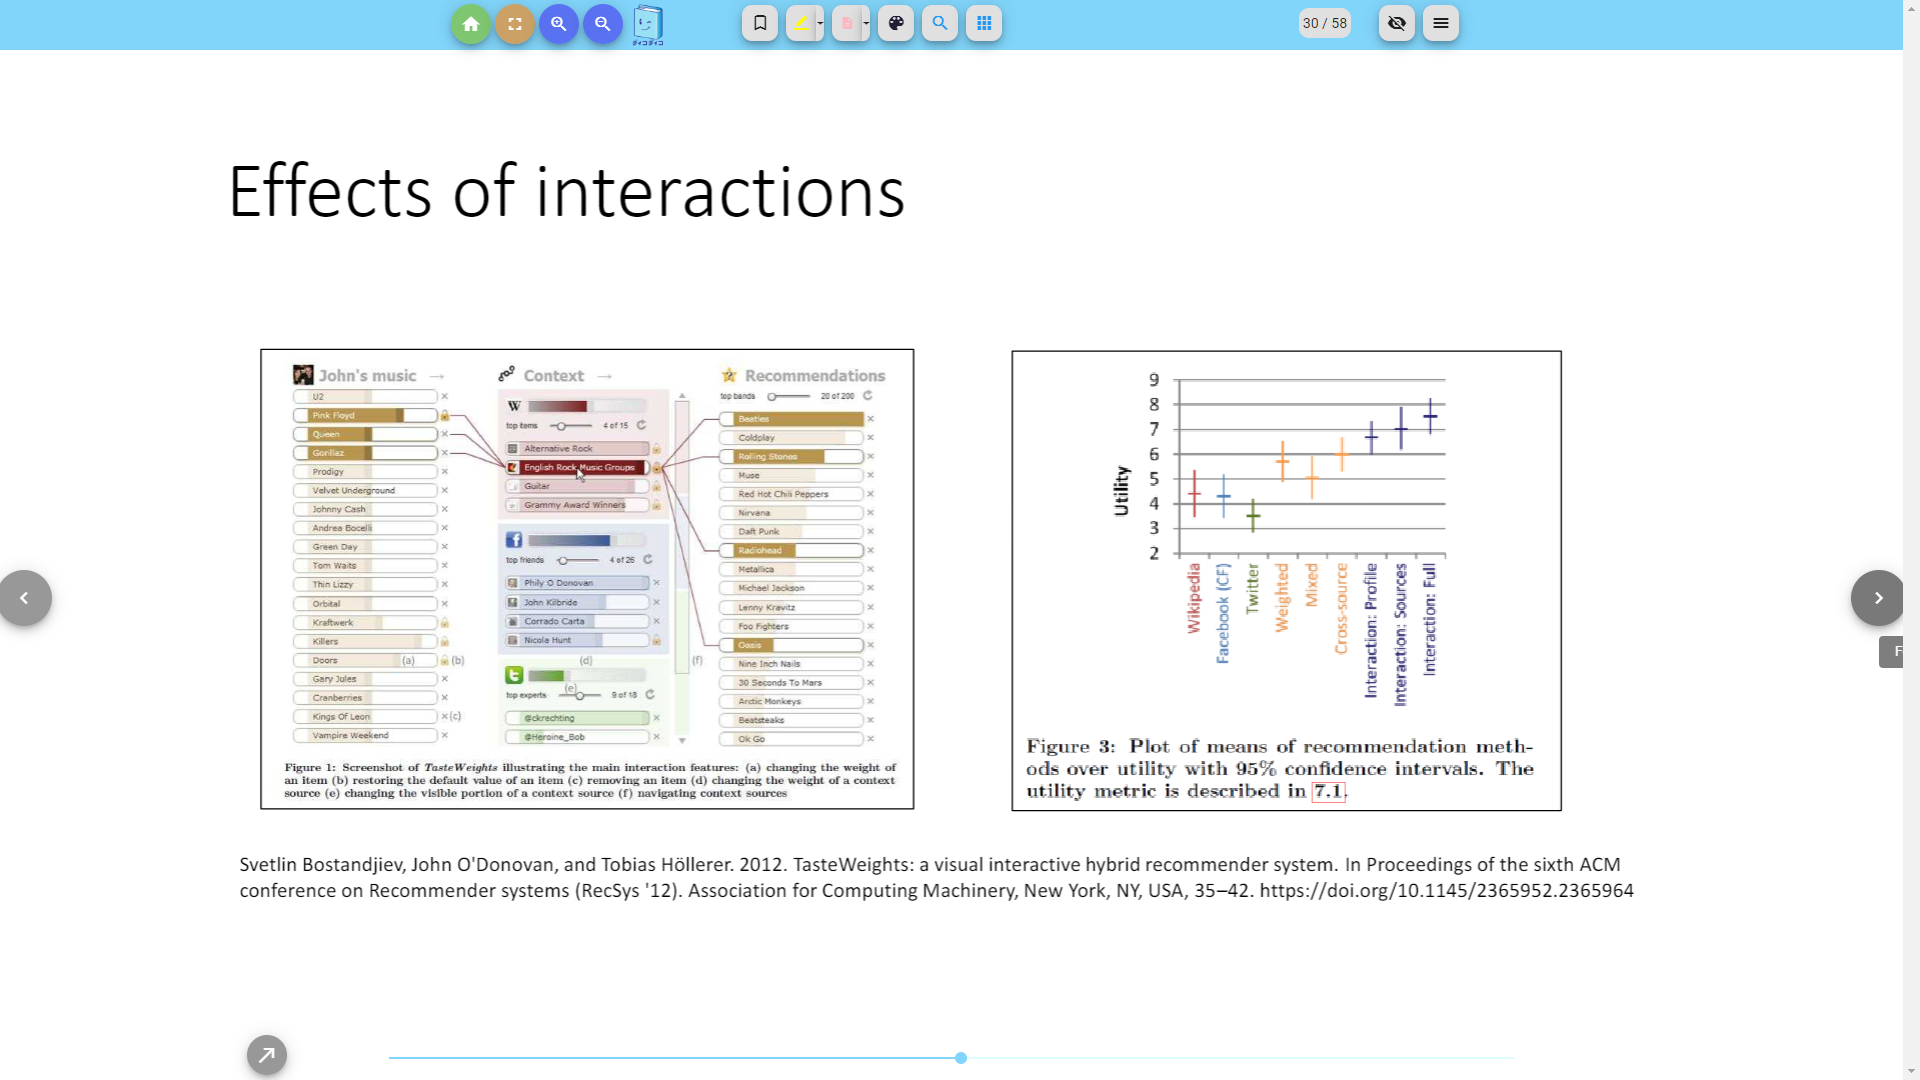 ダイコダイコ
30 / 58
Effects of interactions
John's music →
U2
Pink Floyd
Queen
Gorillaz
Prodigy
Velvet Underground
Johnny Cash
Andrea Bocelli
Green Day
Tom Waits
Thin Lizzy
Orbital
Kraftwerk
Killers
Doors (a) (b)
Gary Jules
Cranberries
Kings Of Leon (c)
Vampire Weekend
Context →
W
top items 4 of 15
Alternative Rock
English Rock Music Groups
Guitar
Grammy Award Winners
f
top friends 4 of 26
Phily O Donovan
John Kilbride
Corrado Carta
Nicola Hunt
(d)
t
(e)
top experts 9 of 18
@ckrechting
@Heroine_Bob
(f)
Recommendations
top bands 20 of 200
Beatles
Coldplay
Rolling Stones
Muse
Red Hot Chili Peppers
Nirvana
Daft Punk
Radiohead
Metallica
Michael Jackson
Lenny Kravitz
Foo Fighters
Oasis
Nine Inch Nails
30 Seconds To Mars
Arctic Monkeys
Beatsteaks
Ok Go
Figure 1: Screenshot of TasteWeights illustrating the main interaction features: (a) changing the weight of
an item (b) restoring the default value of an item (c) removing an item (d) changing the weight of a context
source (e) changing the visible portion of a context source (f) navigating context sources
Utility
9
8
7
6
5
4
3
2
Wikipedia
Facebook (CF)
Twitter
Weighted
Mixed
Cross-source
Interaction: Profile
Interaction: Sources
Interaction: Full
Figure 3: Plot of means of recommendation meth-
ods over utility with 95% confidence intervals. The
utility metric is described in 7.1.
F
Svetlin Bostandjiev, John O'Donovan, and Tobias Höllerer. 2012. TasteWeights: a visual interactive hybrid recommender system. In Proceedings of the sixth ACM
conference on Recommender systems (RecSys '12). Association for Computing Machinery, New York, NY, USA, 35–42. https://doi.org/10.1145/2365952.2365964